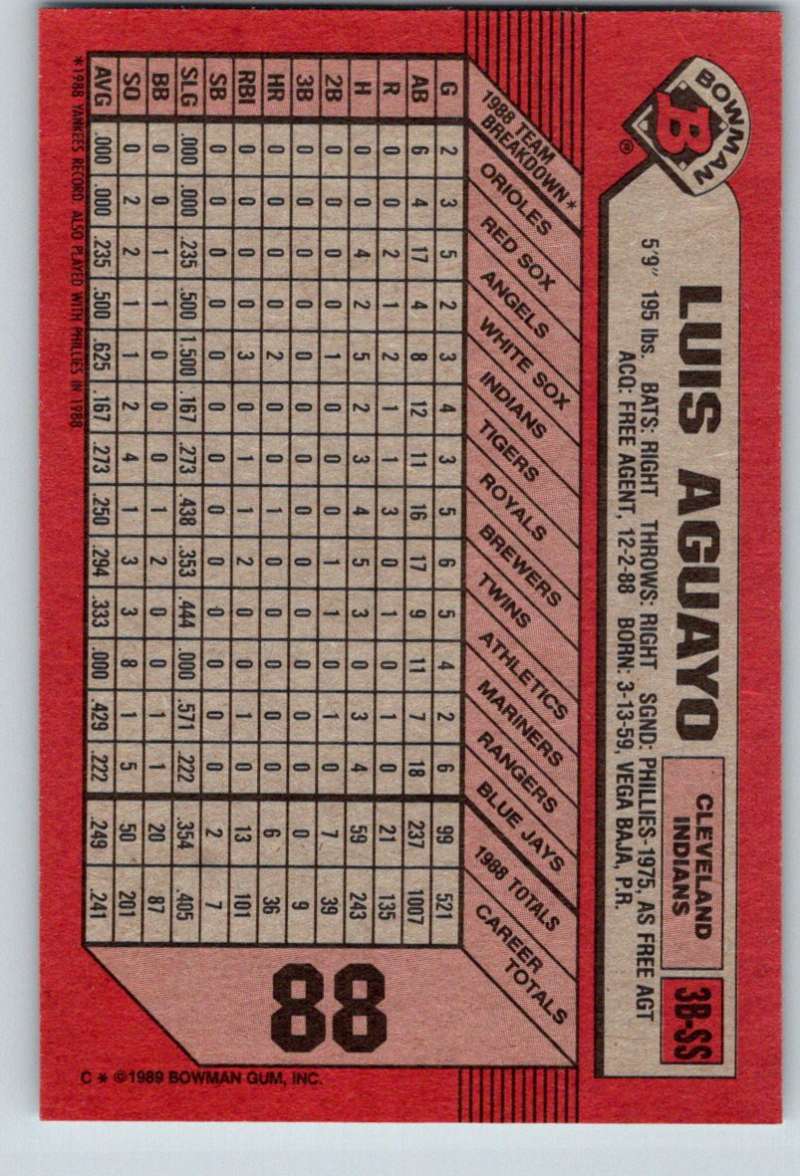 BOWMAN
B
®
LUIS AGUAYO
CLEVELAND
INDIANS
3B-SS
5'9" 195 lbs. BATS: RIGHT THROWS: RIGHT SGND: PHILLIES-1975, AS FREE AGT
ACQ: FREE AGENT, 12-2-88 BORN: 3-13-59, VEGA BAJA, P.R.
1988 TEAM
BREAKDOWN*
ORIOLES
RED SOX
ANGELS
WHITE SOX
INDIANS
TIGERS
ROYALS
BREWERS
TWINS
ATHLETICS
MARINERS
RANGERS
BLUE JAYS
1988 TOTALS
CAREER
TOTALS
G 2 3 5 2 3 4 3 5 6 5 4 2 6 99 521
AB 6 4 17 4 8 12 11 16 17 9 11 7 18 237 1007
R 0 0 2 1 2 1 1 3 0 1 0 1 0 21 135
H 0 0 4 2 5 2 3 4 5 3 0 3 4 59 243
2B 0 0 0 0 1 0 0 0 1 1 0 1 0 7 39
3B 0 0 0 0 0 0 0 0 0 0 0 0 0 0 9
HR 0 0 0 0 2 0 0 1 0 0 0 0 0 6 36
RBI 0 0 0 0 3 0 1 1 2 0 0 1 0 13 101
SB 0 0 0 0 0 0 0 0 0 0 0 0 0 2 7
SLG .000 .000 .235 .500 1.500 .167 .273 .438 .353 .444 .000 .571 .222 .354 .405
BB 0 0 1 1 0 0 0 1 2 0 0 1 1 20 87
SO 0 2 2 1 1 2 4 1 3 3 8 1 5 50 201
AVG .000 .000 .235 .500 .625 .167 .273 .250 .294 .333 .000 .429 .222 .249 .241
88
*1988 YANKEES RECORD. ALSO PLAYED WITH PHILLIES IN 1988
C * ©1989 BOWMAN GUM, INC.